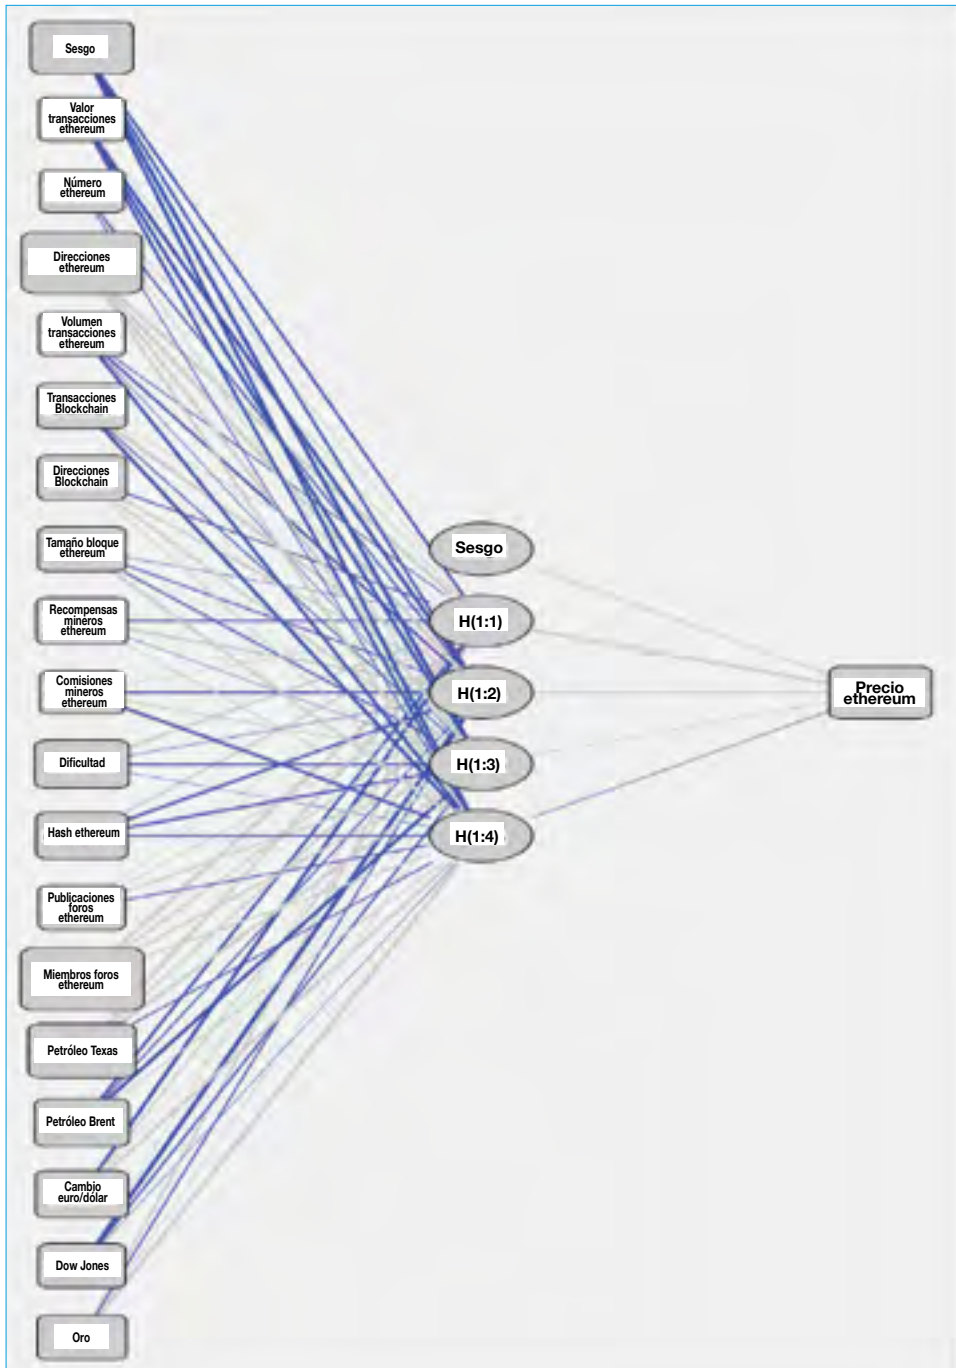 Sesgo
Valor
transacciones
ethereum
Número
ethereum
Direcciones
ethereum
Volumen
transacciones
ethereum
Transacciones
Blockchain
Direcciones
Blockchain
Tamaño bloque
ethereum
Recompensas
mineros
ethereum
Comisiones
mineros
ethereum
Dificultad
Hash ethereum
Publicaciones
foros
ethereum
Miembros foros
ethereum
Petróleo Texas
Petróleo Brent
Cambio
euro/dólar
Dow Jones
Oro
Sesgo
H(1:1)
H(1:2)
H(1:3)
H(1:4)
Precio
ethereum